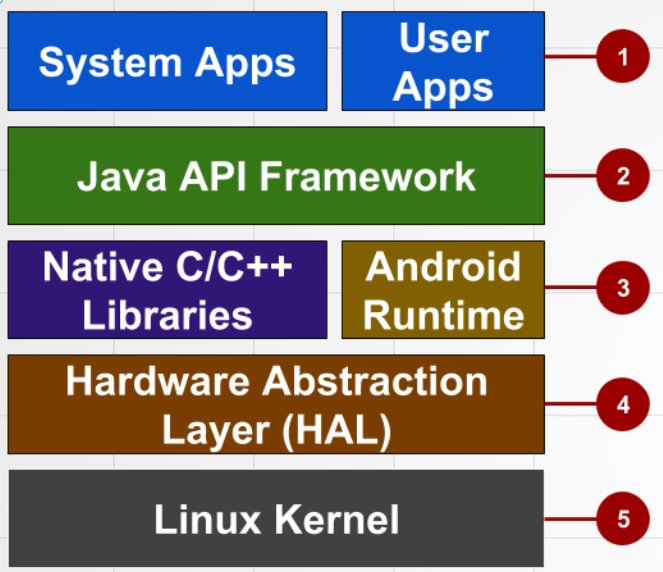 System Apps
User
Apps
1
Java API Framework
2
Native C/C++
Libraries
Android
Runtime
3
Hardware Abstraction
Layer (HAL)
4
Linux Kernel
5